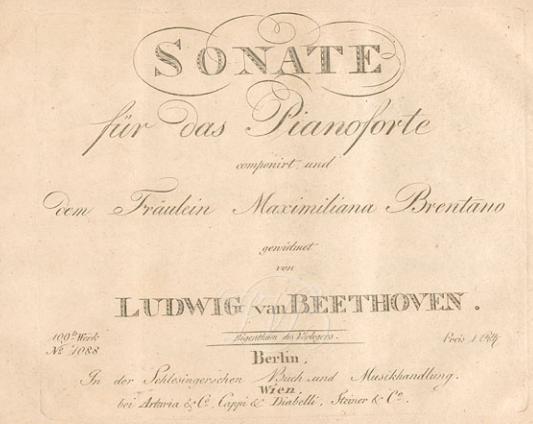 SONATE
für das Pianoforte
componirt und
dem Fräulein Maximiliana Brentano
gewidmet
von
LUDWIG van BEETHOVEN.
109tes Werk
Eigenthum des Verlegers.
No. 1088
Preis 1 Rthlr
Berlin,
In der Schlesingerschen Buch und Musikhandlung.
Wien,
bei Artaria & Co. Cappi & Diabelli, Steiner & Co.